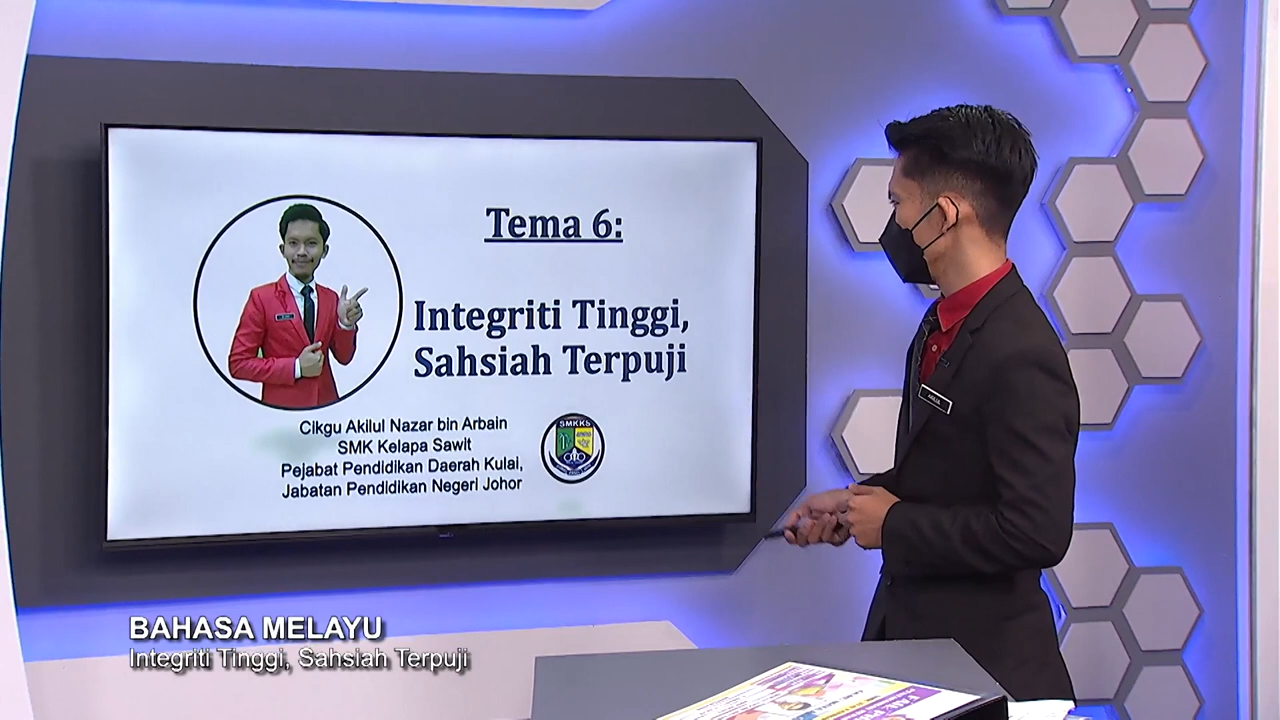 Tema 6:
Integriti Tinggi,
Sahsiah Terpuji
Cikgu Akilul Nazar bin Arbain
SMK Kelapa Sawit
Pejabat Pendidikan Daerah Kulai,
Jabatan Pendidikan Negeri Johor
SMKKS
AKILUL
BAHASA MELAYU
Integriti Tinggi, Sahsiah Terpuji